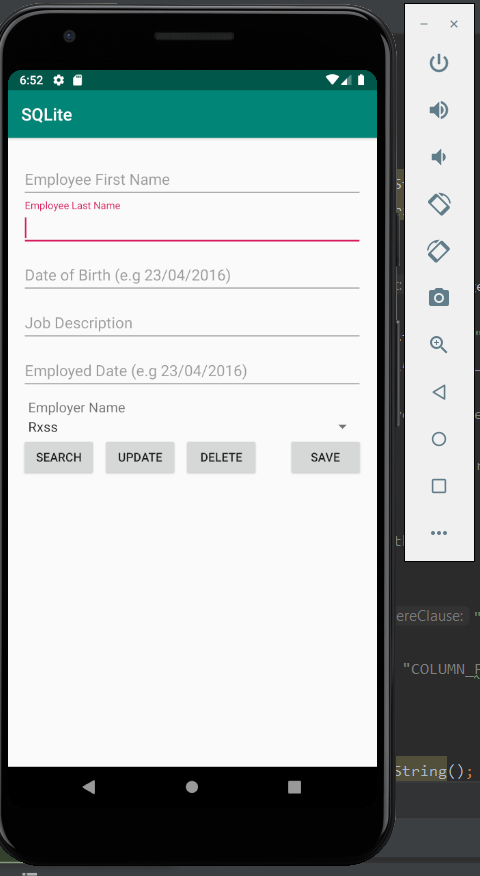 6:52
SQLite
Employee First Name
Employee Last Name
Date of Birth (e.g 23/04/2016)
Job Description
Employed Date (e.g 23/04/2016)
Employer Name
Rxss
SEARCH UPDATE DELETE SAVE
ereClause: "
"COLUMN_
String();